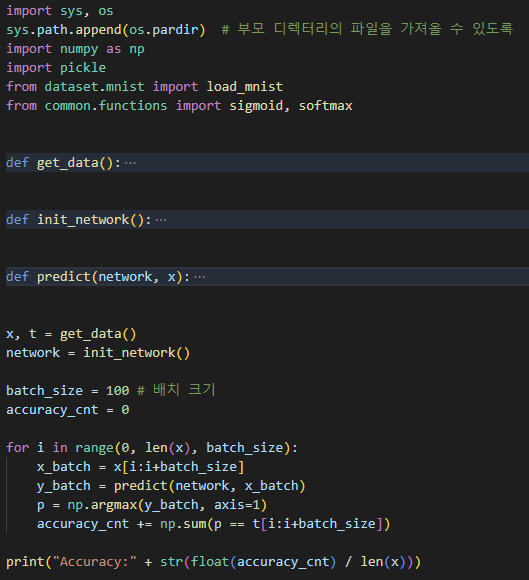 import sys, os
sys.path.append(os.pardir)  # 부모 디렉터리의 파일을 가져올 수 있도록
import numpy as np
import pickle
from dataset.mnist import load_mnist
from common.functions import sigmoid, softmax
def get_data(): ···
def init_network(): ···
def predict(network, x): ···
x, t = get_data()
network = init_network()
batch_size = 100 # 배치 크기
accuracy_cnt = 0
for i in range(0, len(x), batch_size):
    x_batch = x[i:i+batch_size]
    y_batch = predict(network, x_batch)
    p = np.argmax(y_batch, axis=1)
    accuracy_cnt += np.sum(p == t[i:i+batch_size])
print("Accuracy:" + str(float(accuracy_cnt) / len(x)))